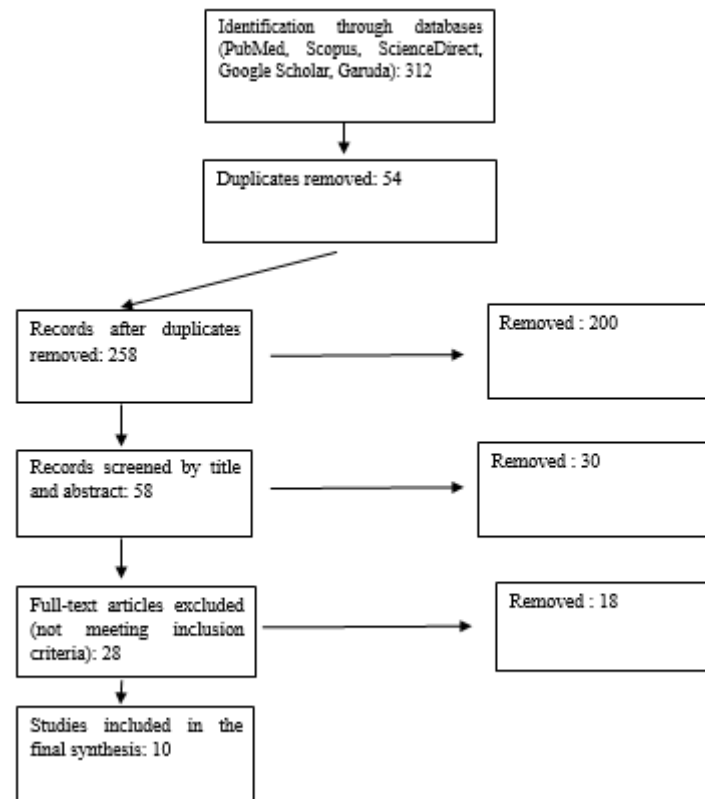 Identification through databases
(PubMed, Scopus, ScienceDirect,
Google Scholar, Garuda): 312
Duplicates removed: 54
Records after duplicates
removed: 258
Removed : 200
Records screened by title
and abstract: 58
Removed : 30
Full-text articles excluded
(not meeting inclusion
criteria): 28
Removed : 18
Studies included in the
final synthesis: 10